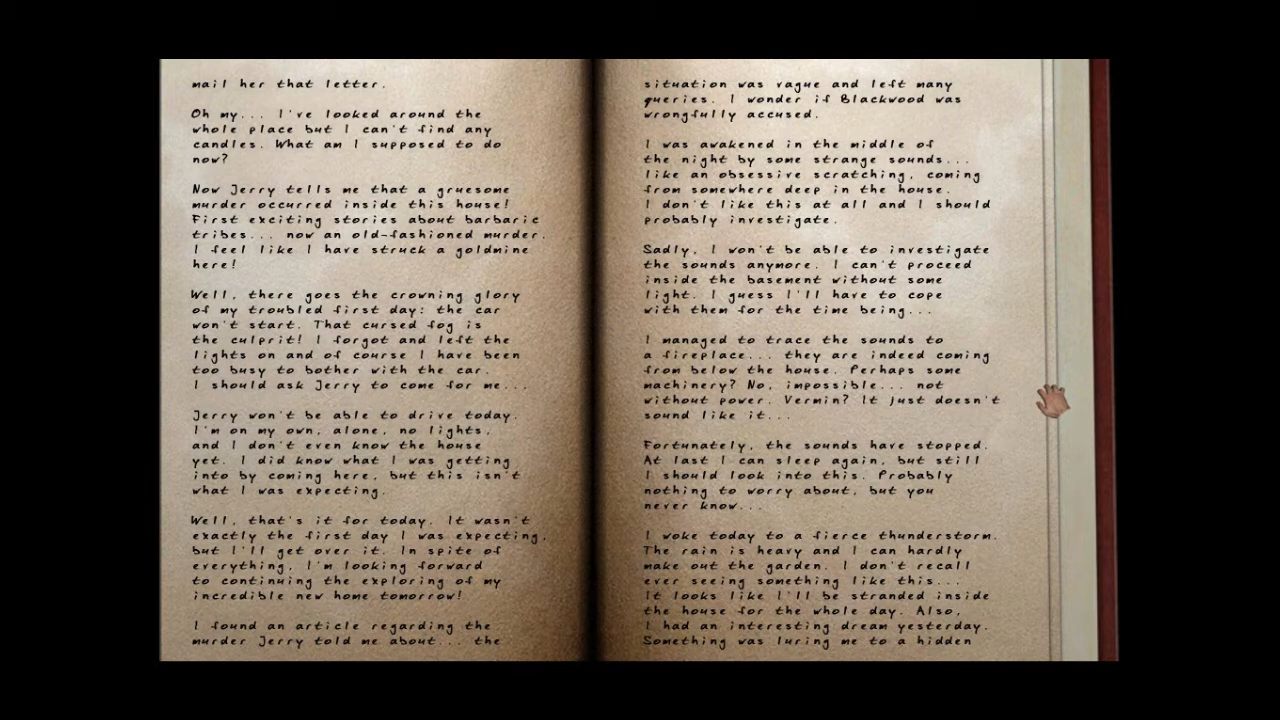 mail her that letter.
Oh my... I've looked around the
whole place but I can't find any
candles. What am I supposed to do
now?
Now Jerry tells me that a gruesome
murder occurred inside this house!
First exciting stories about barbaric
tribes... now an old-fashioned murder.
I feel like I have struck a goldmine
here!
Well, there goes the crowning glory
of my troubled first day: the car
won't start. That cursed fog is
the culprit! I forgot and left the
lights on and of course I have been
too busy to bother with the car.
I should ask Jerry to come for me...
Jerry won't be able to drive today.
I'm on my own, alone, no lights,
and I don't even know the house
yet. I did know what I was getting
into by coming here, but this isn't
what I was expecting.
Well, that's it for today. It wasn't
exactly the first day I was expecting,
but I'll get over it. In spite of
everything, I'm looking forward
to continuing the exploring of my
incredible new home tomorrow!
I found an article regarding the
murder Jerry told me about... the
situation was vague and left many
queries. I wonder if Blackwood was
wrongfully accused.
I was awakened in the middle of
the night by some strange sounds...
like an obsessive scratching, coming
from somewhere deep in the house.
I don't like this at all and I should
probably investigate.
Sadly, I won't be able to investigate
the sounds anymore. I can't proceed
inside the basement without some
light. I guess I'll have to cope
with them for the time being...
I managed to trace the sounds to
a fireplace... they are indeed coming
from below the house. Perhaps some
machinery? No, impossible... not
without power. Vermin? It just doesn't
sound like it...
Fortunately, the sounds have stopped.
At last I can sleep again, but still
I should look into this. Probably
nothing to worry about, but you
never know...
I woke today to a fierce thunderstorm.
The rain is heavy and I can hardly
make out the garden. I don't recall
ever seeing something like this...
It looks like I'll be stranded inside
the house for the whole day. Also,
I had an interesting dream yesterday.
Something was luring me to a hidden